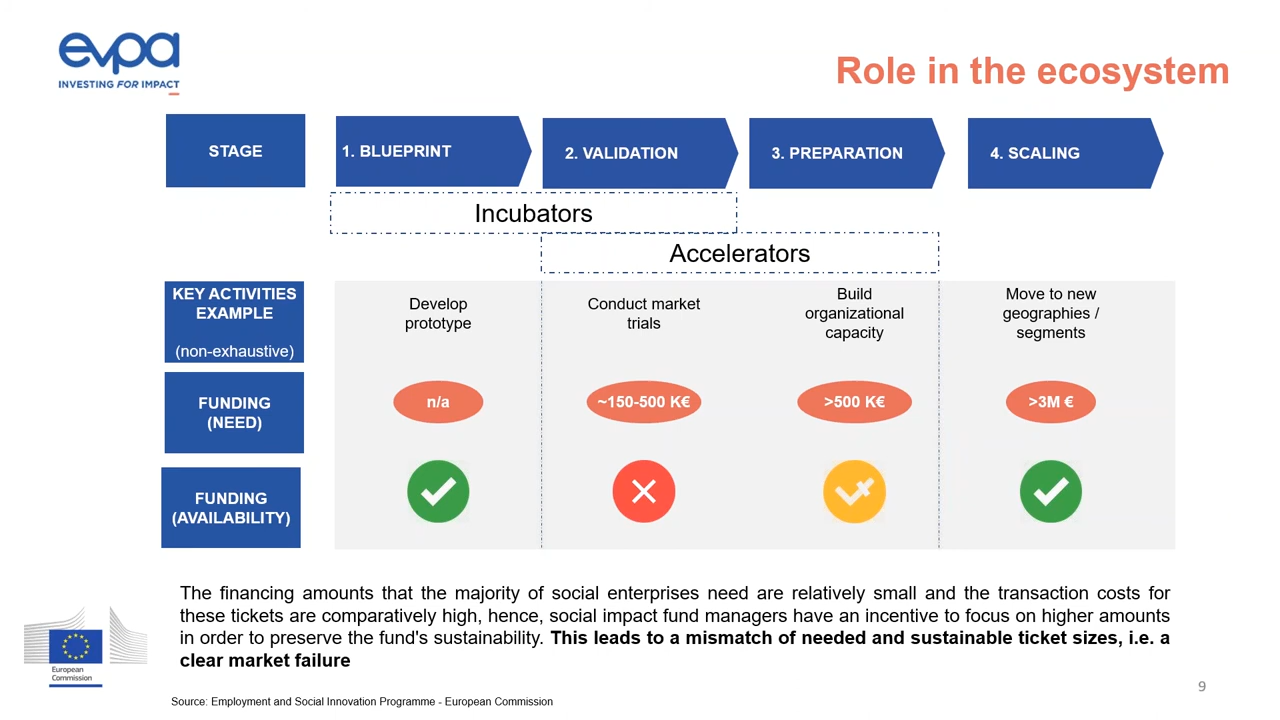 evpa
INVESTING FOR IMPACT
Role in the ecosystem
STAGE
1. BLUEPRINT
2. VALIDATION
3. PREPARATION
4. SCALING
Incubators
Accelerators
KEY ACTIVITIES
EXAMPLE
(non-exhaustive)
Develop
prototype
Conduct market
trials
Build
organizational
capacity
Move to new
geographies /
segments
FUNDING
(NEED)
n/a
~150-500 K€
>500 K€
>3M €
FUNDING
(AVAILABILITY)
The financing amounts that the majority of social enterprises need are relatively small and the transaction costs for
these tickets are comparatively high, hence, social impact fund managers have an incentive to focus on higher amounts
in order to preserve the fund's sustainability. This leads to a mismatch of needed and sustainable ticket sizes, i.e. a
clear market failure
European
Commission
Source: Employment and Social Innovation Programme - European Commission
9